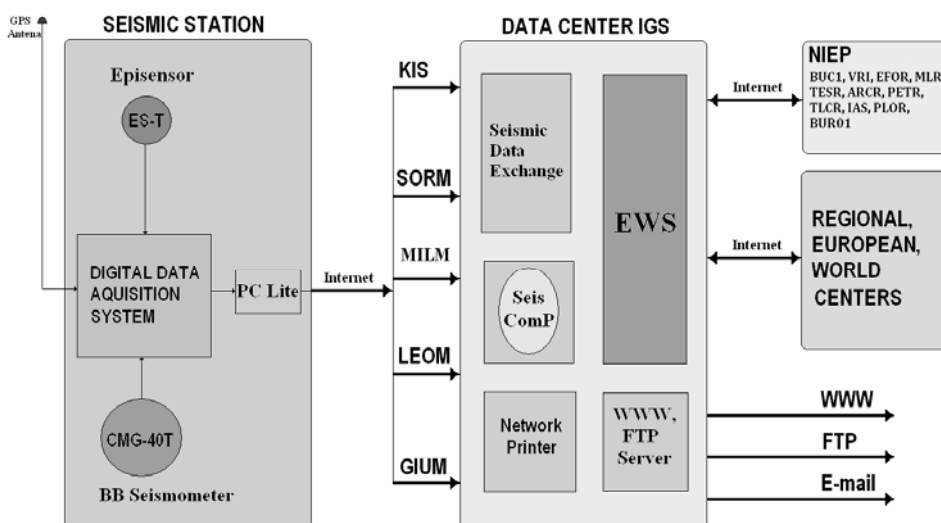 GPS
Antena
SEISMIC STATION
Episensor
ES-T
DIGITAL DATA
AQUISITION
SYSTEM
PC Lite
CMG-40T
BB Seismometer
Internet
KIS
SORM
MILM
LEOM
GIUM
DATA CENTER IGS
Seismic
Data
Exchange
EWS
Seis
ComP
Network
Printer
WWW,
FTP
Server
Internet
NIEP
BUC1, VRI, EFOR, MLR
TESR, ARCR, PETR,
TLCR, IAS, PLOR,
BUR01
Internet
REGIONAL,
EUROPEAN,
WORLD
CENTERS
WWW
FTP
E-mail